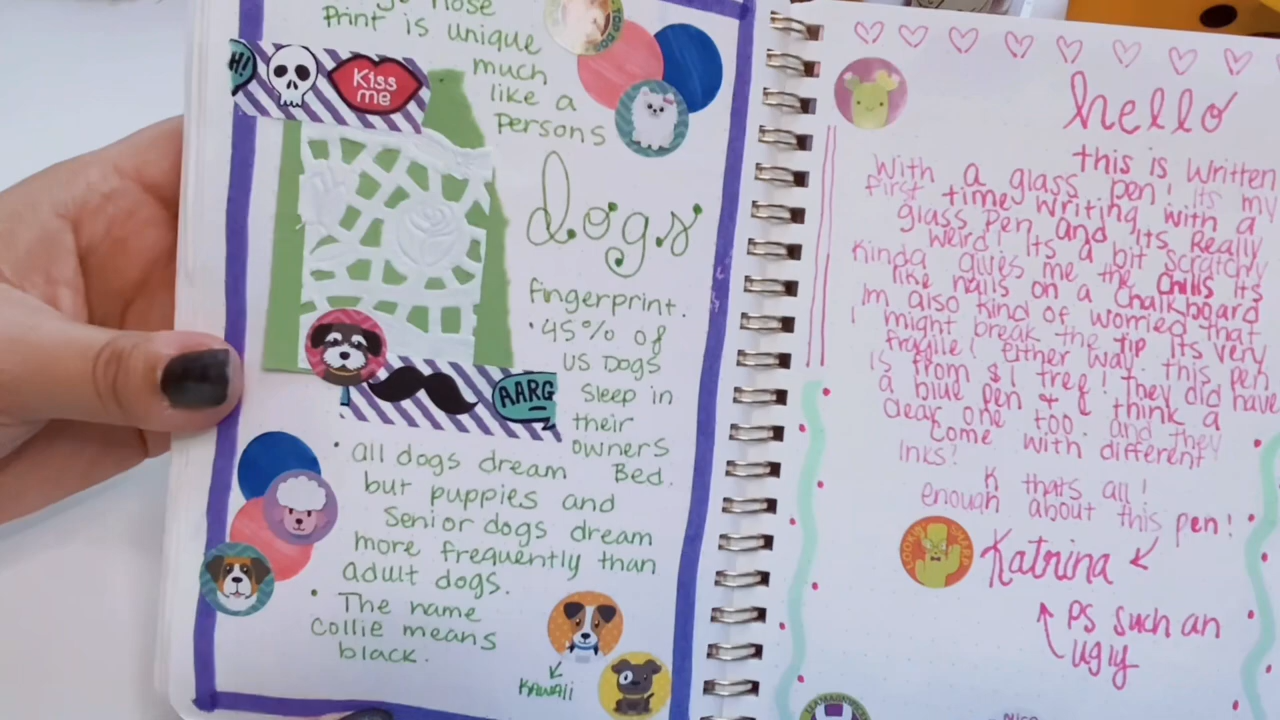 Nose
Print is unique
much
like a
persons
H!
Kiss
me
dogs
fingerprint.
• 45% of
US Dogs
Sleep in
their
owners
Bed.
AARG
• all dogs dream
but puppies and
Senior dogs dream
more frequently than
adult dogs.
• The name
Collie means
black.
KAWAII
hello
this is written
with a glass pen! Its my
first time writing with a
glass pen and its Really
weird! Its a bit scratchy
Kinda gives me the chills its
like nails on a chalkboard
Im also kind of worried that
I might break the tip its very
fragile! Either way. this pen
is from $1 tree! they did have
a blue pen & I think a
clear one too. and they
come with different
Inks?
K thats all!
enough about this pen!
LOOKIN' SHARP
Katrina
PS such an
ugly